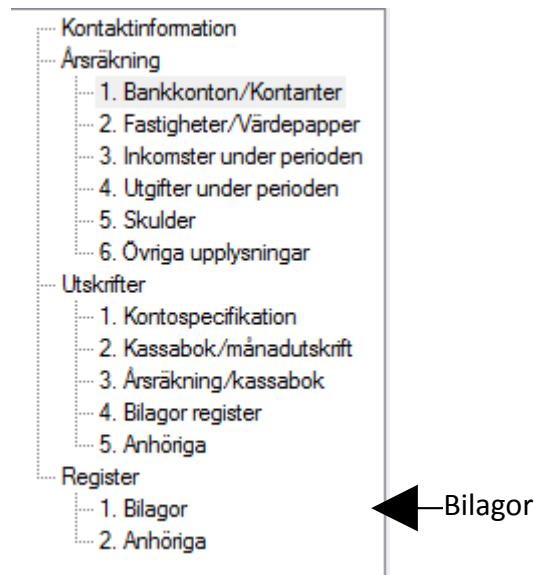 Kontaktinformation
Årsräkning
1. Bankkonton/Kontanter
2. Fastigheter/Värdepapper
3. Inkomster under perioden
4. Utgifter under perioden
5. Skulder
6. Övriga upplysningar
Utskrifter
1. Kontospecifikation
2. Kassabok/månadutskrift
3. Årsräkning/kassabok
4. Bilagor register
5. Anhöriga
Register
1. Bilagor Bilagor
2. Anhöriga